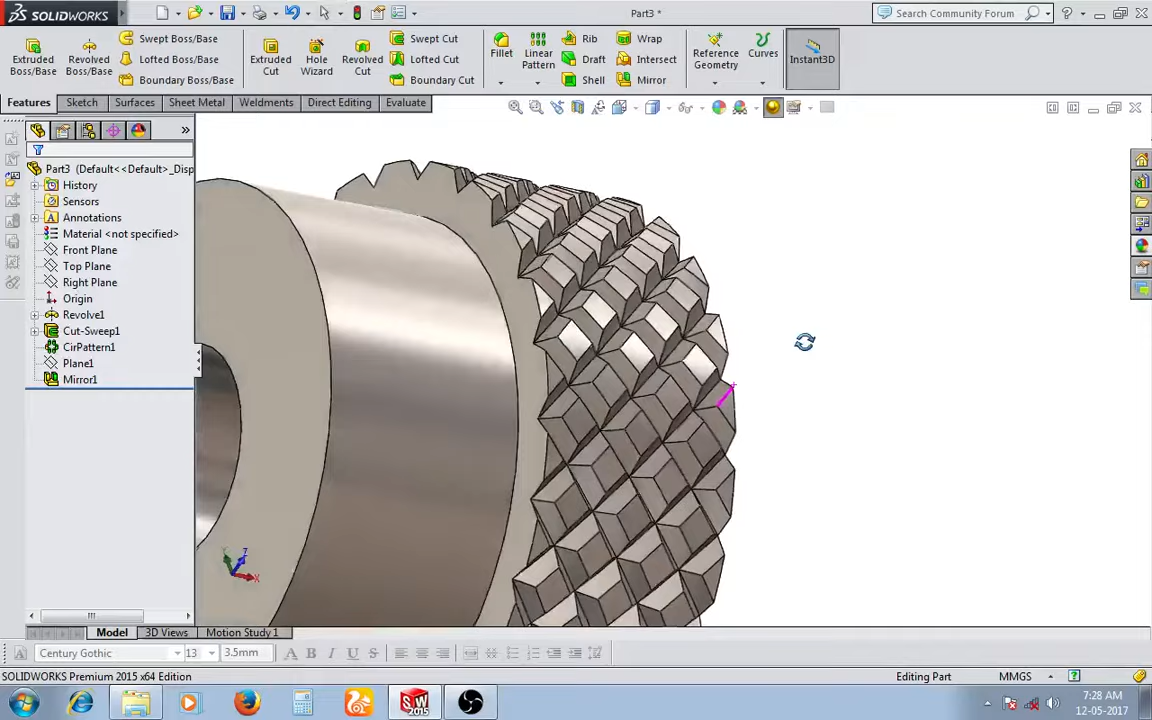 SOLIDWORKS
Part3 *
Search Community Forum
Extruded Boss/Base
Revolved Boss/Base
Swept Boss/Base
Lofted Boss/Base
Boundary Boss/Base
Extruded Cut
Hole Wizard
Revolved Cut
Swept Cut
Lofted Cut
Boundary Cut
Fillet
Linear Pattern
Rib
Draft
Shell
Wrap
Intersect
Mirror
Reference Geometry
Curves
Instant3D
Features
Sketch
Surfaces
Sheet Metal
Weldments
Direct Editing
Evaluate
Part3 (Default<<Default>_Disp
History
Sensors
Annotations
Material <not specified>
Front Plane
Top Plane
Right Plane
Origin
Revolve1
Cut-Sweep1
CirPattern1
Plane1
Mirror1
Y
Z
X
Model
3D Views
Motion Study 1
Century Gothic
13
3.5mm
A B I U S
SOLIDWORKS Premium 2015 x64 Edition
Editing Part
MMGS
SW 2015
7:28 AM
12-05-2017